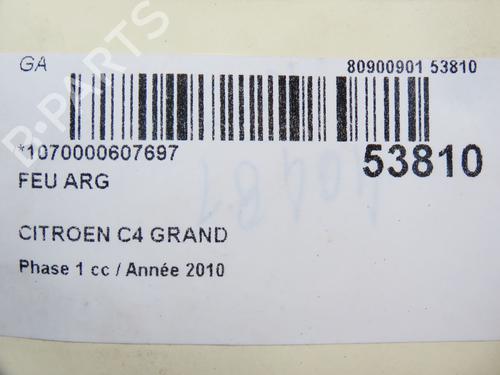 GA 80900901 53810
*1070000607697 53810
FEU ARG
CITROEN C4 GRAND
Phase 1 cc / Année 2010
B-PARTS